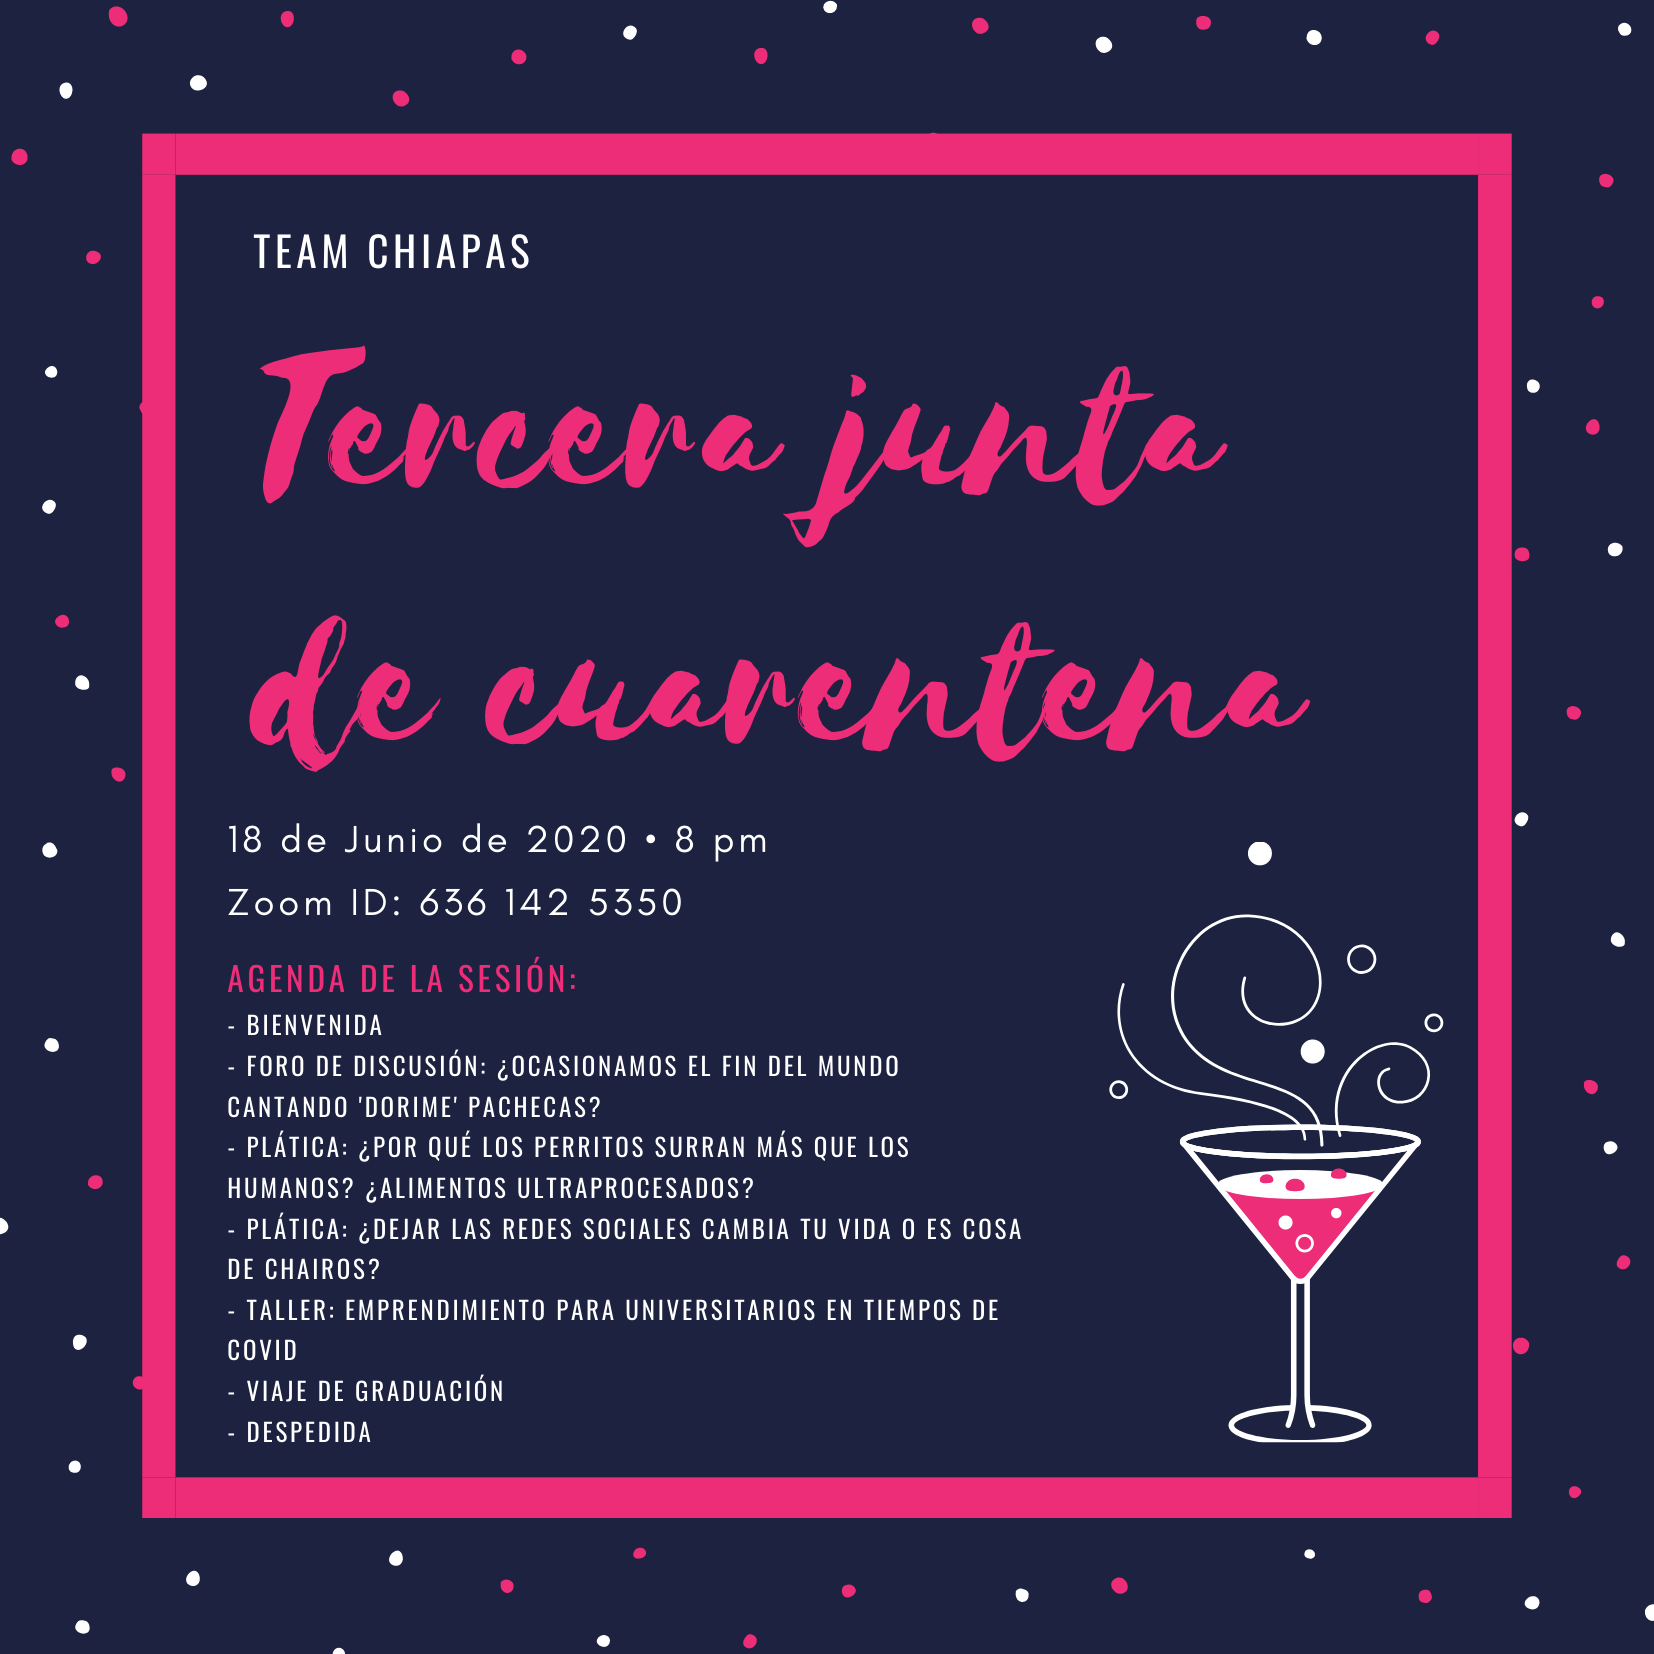 TEAM CHIAPAS
Tercera junta
de cuarentena
18 de Junio de 2020 • 8 pm
Zoom ID: 636 142 5350
AGENDA DE LA SESIÓN:
- BIENVENIDA
- FORO DE DISCUSIÓN: ¿OCASIONAMOS EL FIN DEL MUNDO
CANTANDO 'DORIME' PACHECAS?
- PLÁTICA: ¿POR QUÉ LOS PERRITOS SURRAN MÁS QUE LOS
HUMANOS? ¿ALIMENTOS ULTRAPROCESADOS?
- PLÁTICA: ¿DEJAR LAS REDES SOCIALES CAMBIA TU VIDA O ES COSA
DE CHAIROS?
- TALLER: EMPRENDIMIENTO PARA UNIVERSITARIOS EN TIEMPOS DE
COVID
- VIAJE DE GRADUACIÓN
- DESPEDIDA